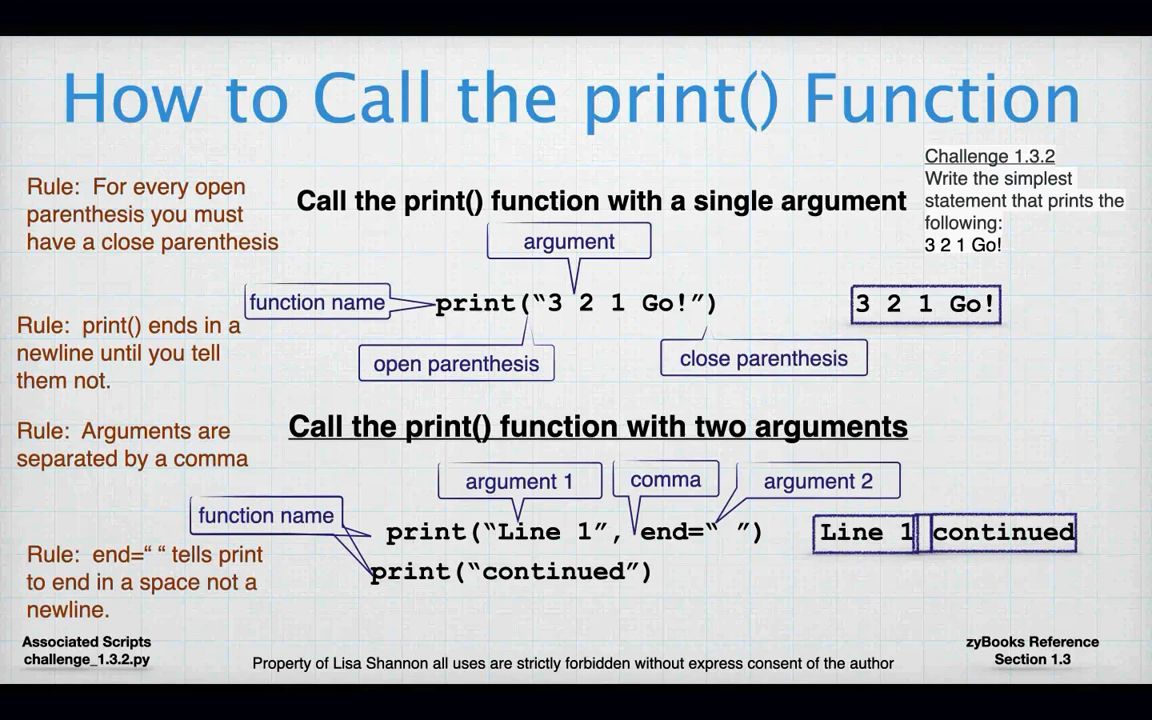 How to Call the print() Function
Challenge 1.3.2
Write the simplest
statement that prints the
following:
3 2 1 Go!
Rule:  For every open
parenthesis you must
have a close parenthesis
Call the print() function with a single argument
argument
function name
print(“3 2 1 Go!”)
3 2 1 Go!
open parenthesis
close parenthesis
Rule:  print() ends in a
newline until you tell
them not.
Rule:  Arguments are
separated by a comma
Call the print() function with two arguments
argument 1
comma
argument 2
function name
print(“Line 1”, end=“ ”)
Line 1 continued
print(“continued”)
Rule:  end=“ “ tells print
to end in a space not a
newline.
Associated Scripts
challenge_1.3.2.py
Property of Lisa Shannon all uses are strictly forbidden without express consent of the author
zyBooks Reference
Section 1.3